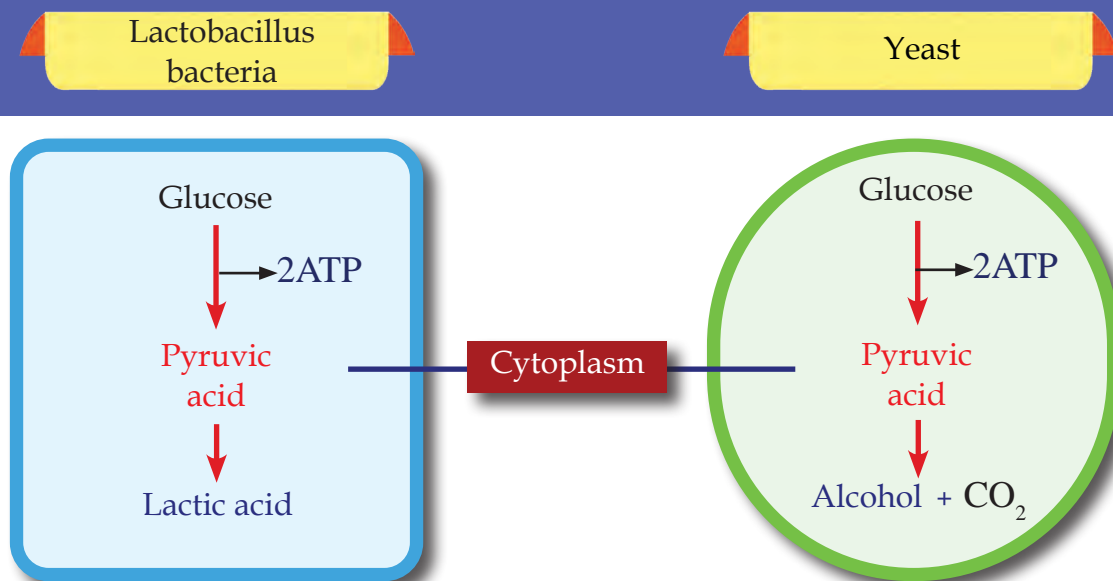 Lactobacillus
bacteria
Yeast
Glucose
2ATP
Pyruvic
acid
Lactic acid
Cytoplasm
Glucose
2ATP
Pyruvic
acid
Alcohol + CO₂